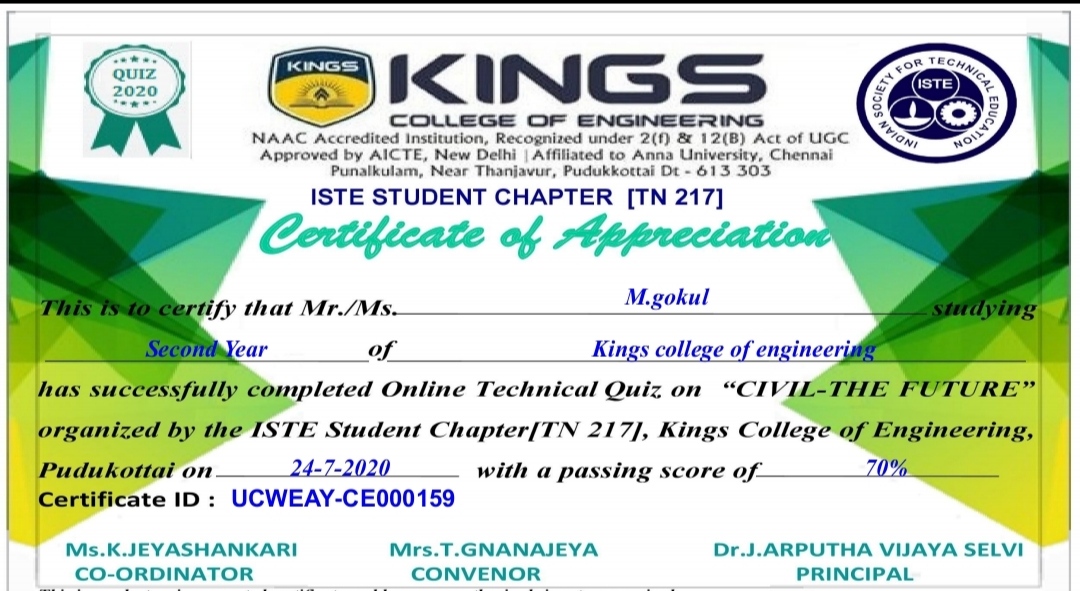 QUIZ
2020
KINGS
KINGS
COLLEGE OF ENGINEERING
INDIAN SOCIETY FOR TECHNICAL EDUCATION
ISTE
NAAC Accredited Institution, Recognized under 2(f) & 12(B) Act of UGC
Approved by AICTE, New Delhi | Affiliated to Anna University, Chennai
Punalkulam, Near Thanjavur, Pudukkottai Dt - 613 303
ISTE STUDENT CHAPTER [TN 217]
Certificate of Appreciation
This is to certify that Mr./Ms. M.gokul studying
Second Year of Kings college of engineering
has successfully completed Online Technical Quiz on “CIVIL-THE FUTURE”
organized by the ISTE Student Chapter[TN 217], Kings College of Engineering,
Pudukottai on 24-7-2020 with a passing score of 70%
Certificate ID : UCWEAY-CE000159
Ms.K.JEYASHANKARI Mrs.T.GNANAJEYA Dr.J.ARPUTHA VIJAYA SELVI
CO-ORDINATOR CONVENOR PRINCIPAL